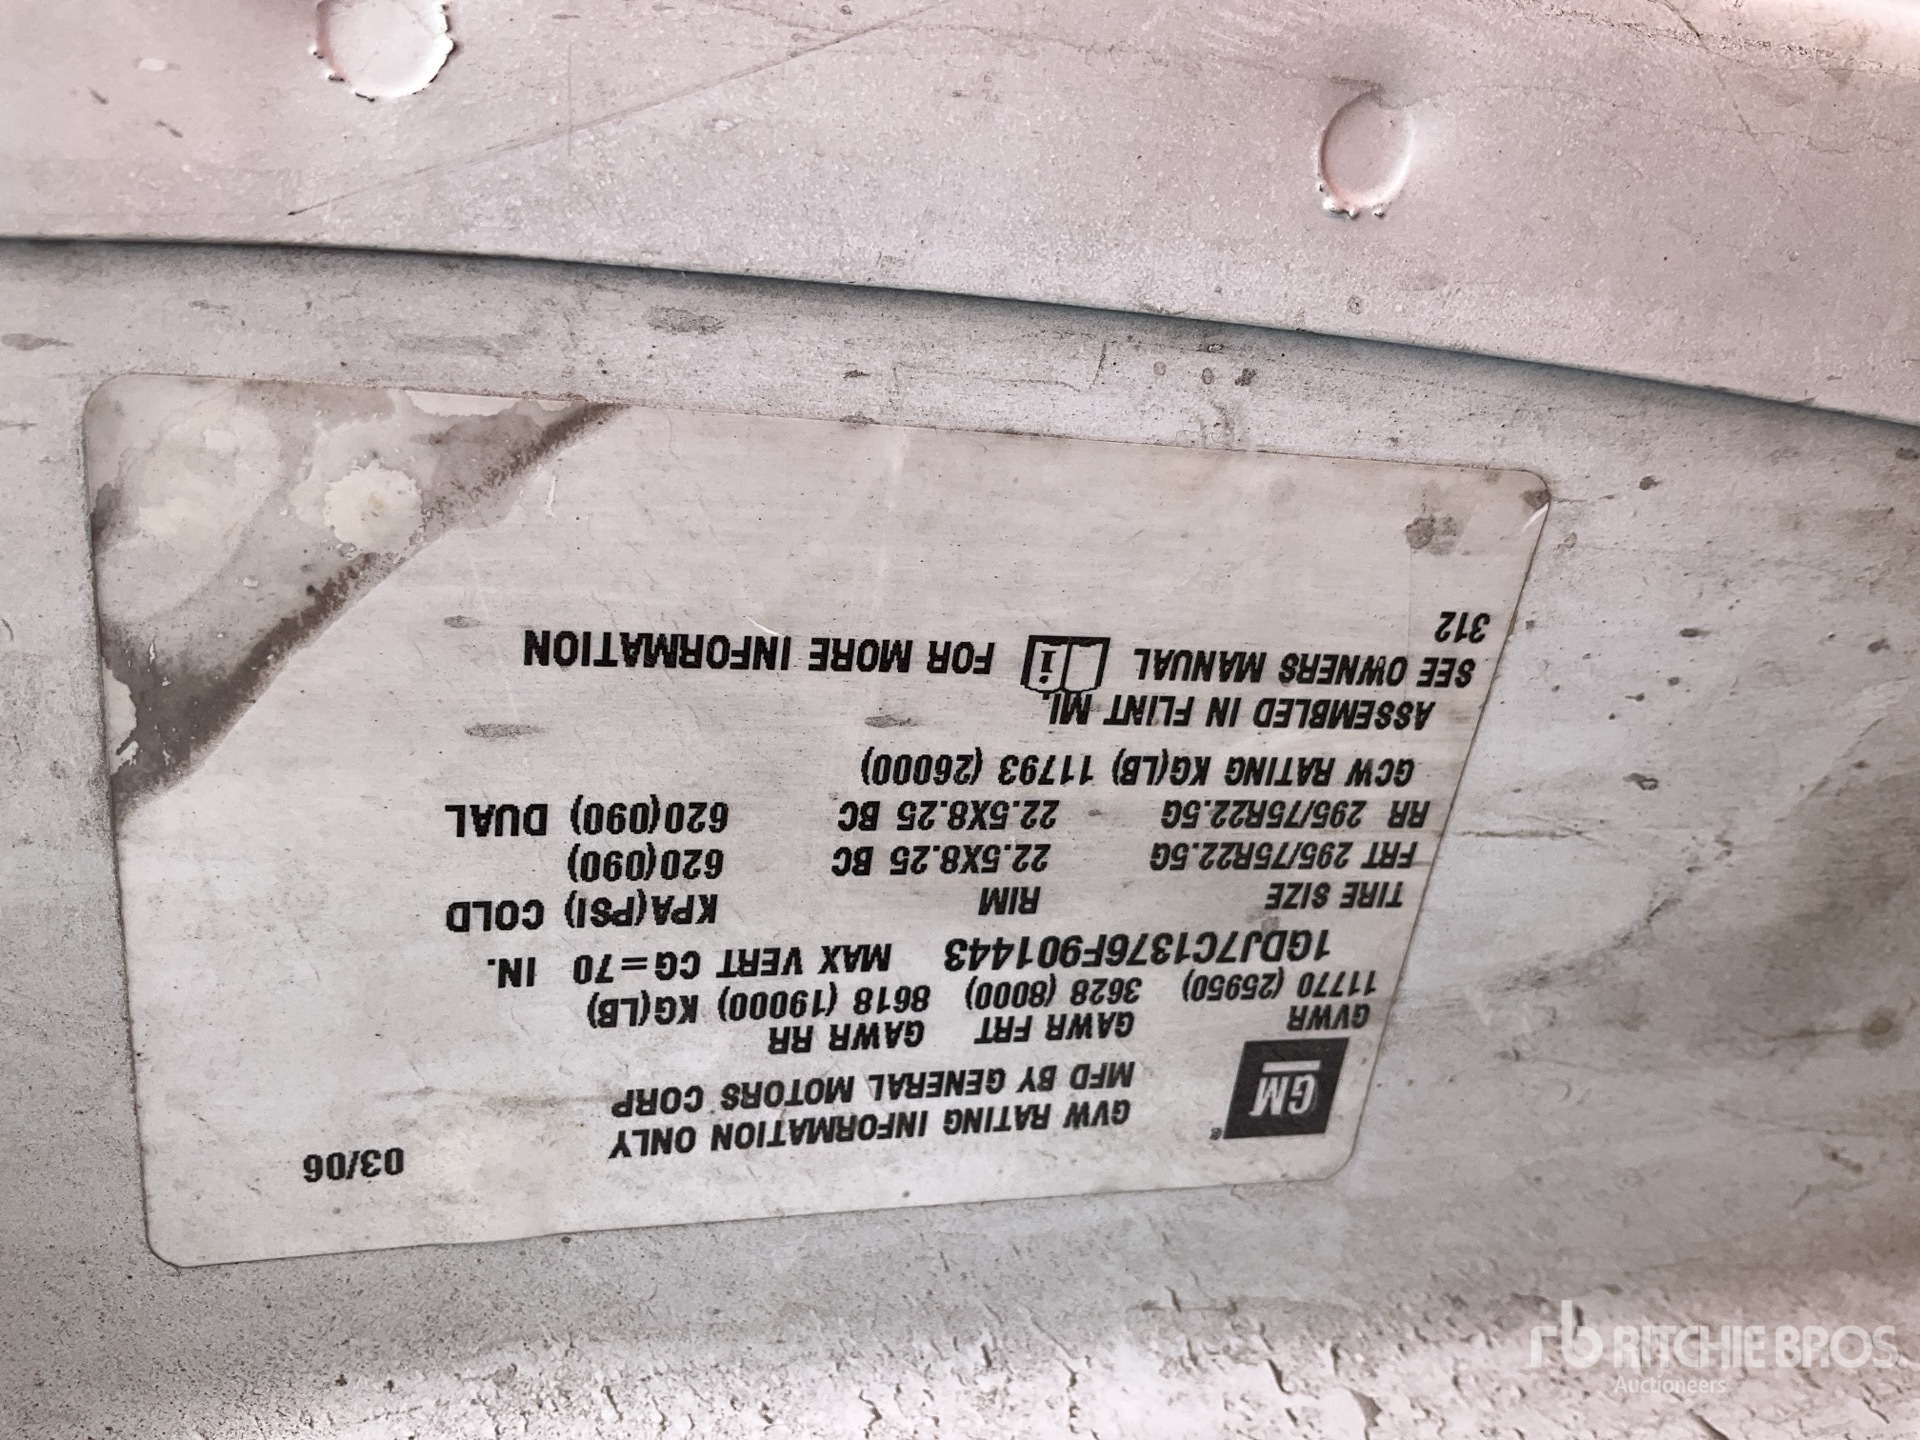 03/06
GVW RATING INFORMATION ONLY
MFD BY GENERAL MOTORS CORP
GM
GVWR GAWR FRT GAWR RR
11770 (25950) 3628 (8000) 8618 (19000) KG(LB)
1GDJ7C1376F901443 MAX VERT CG=70 IN.
TIRE SIZE RIM KPA(PSI) COLD
FRT 295/75R22.5G 22.5X8.25 BC 620(090)
RR 295/75R22.5G 22.5X8.25 BC 620(090) DUAL
GCW RATING KG(LB) 11793 (26000)
ASSEMBLED IN FLINT MI.
SEE OWNERS MANUAL i FOR MORE INFORMATION
312
rb RITCHIE BROS.
Auctioneers